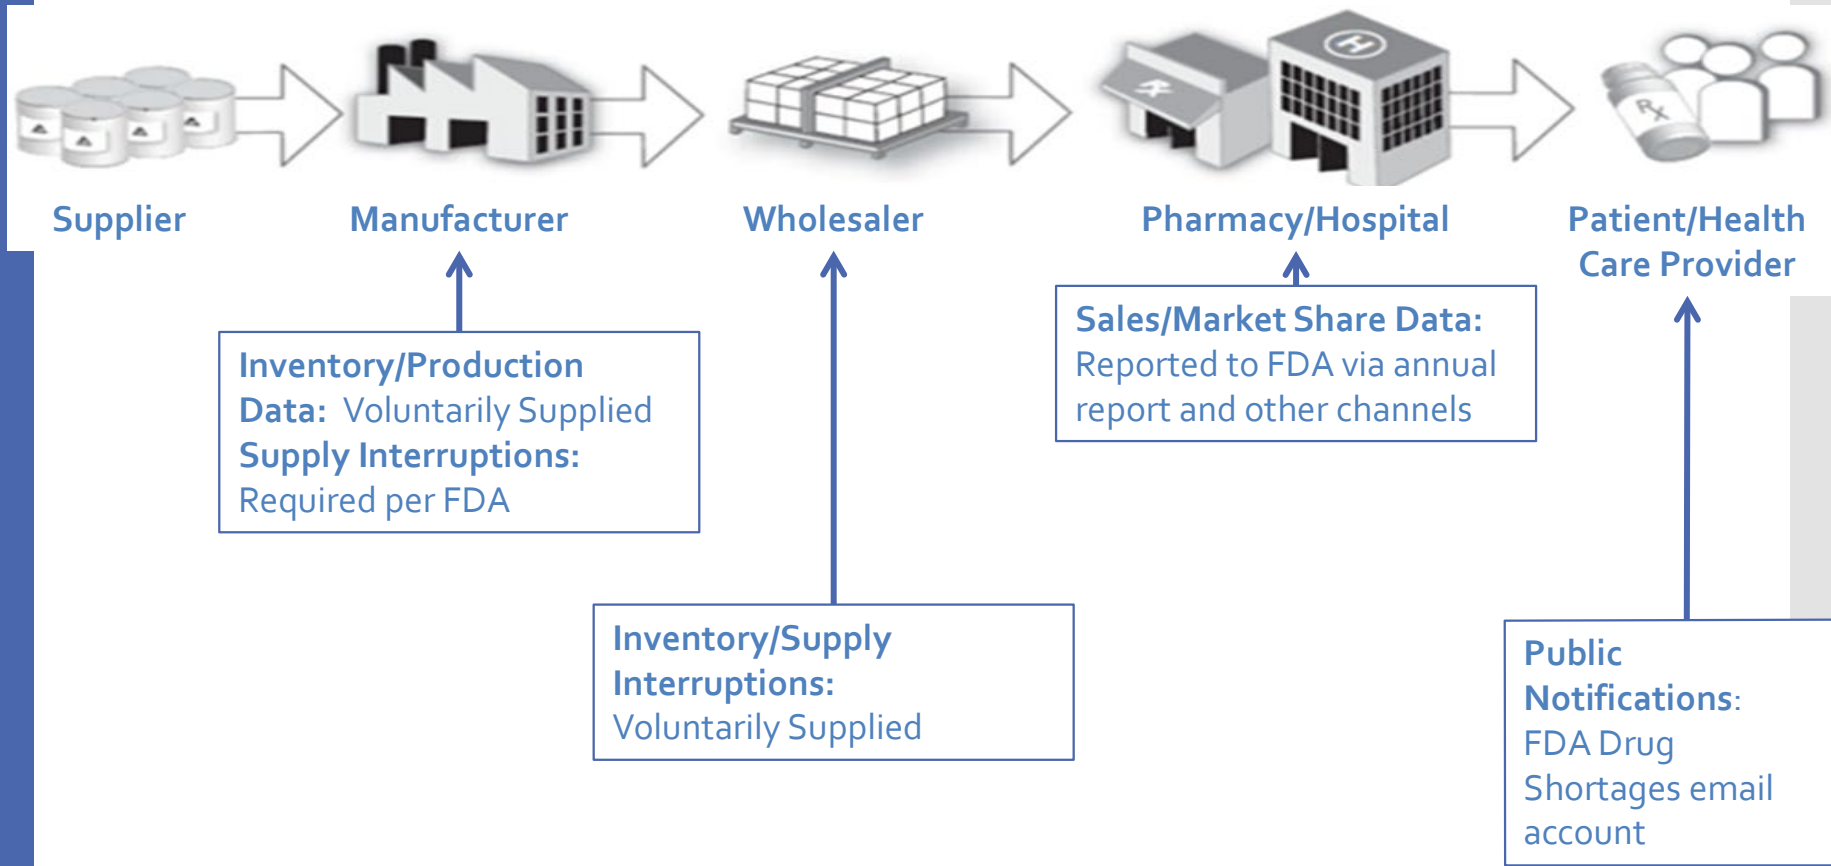 H
Rx
Rx
Supplier
Manufacturer
Wholesaler
Pharmacy/Hospital
Patient/Health
Care Provider
Inventory/Production
Data: Voluntarily Supplied
Supply Interruptions:
Required per FDA
Inventory/Supply
Interruptions:
Voluntarily Supplied
Sales/Market Share Data:
Reported to FDA via annual
report and other channels
Public
Notifications:
FDA Drug
Shortages email
account